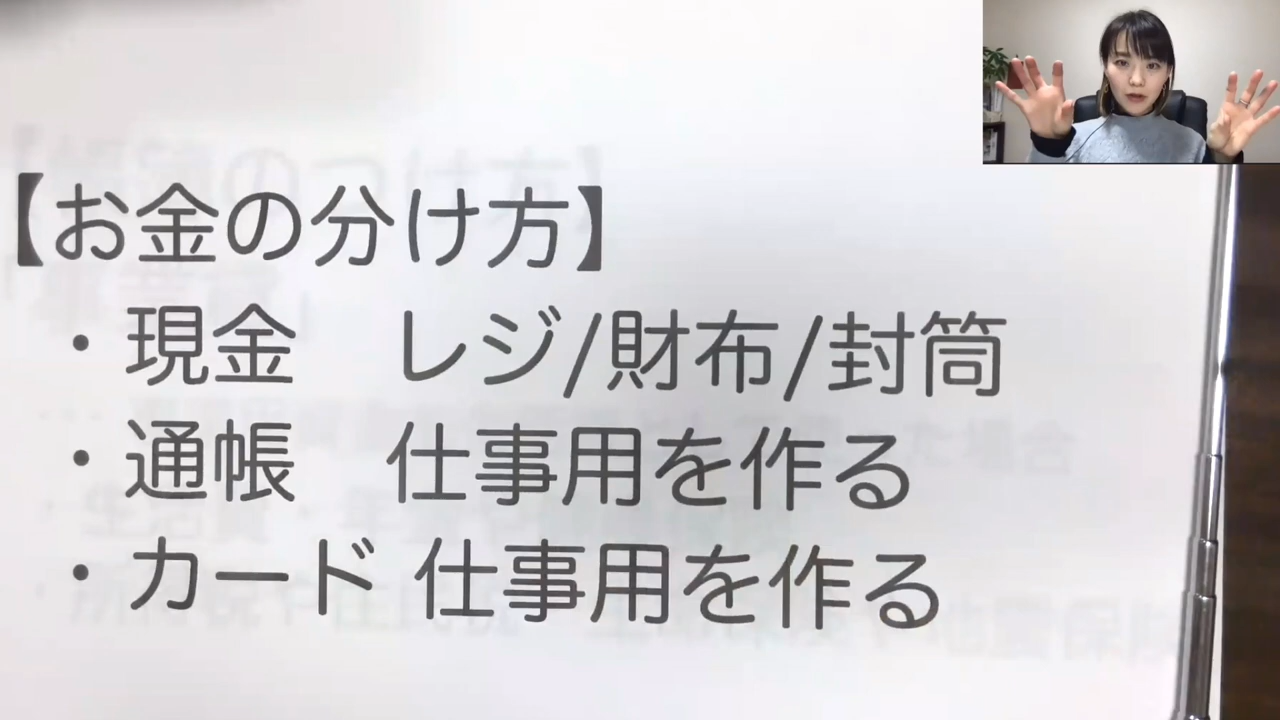 【お金の分け方】
・現金　レジ/財布/封筒
・通帳　仕事用を作る
・カード 仕事用を作る